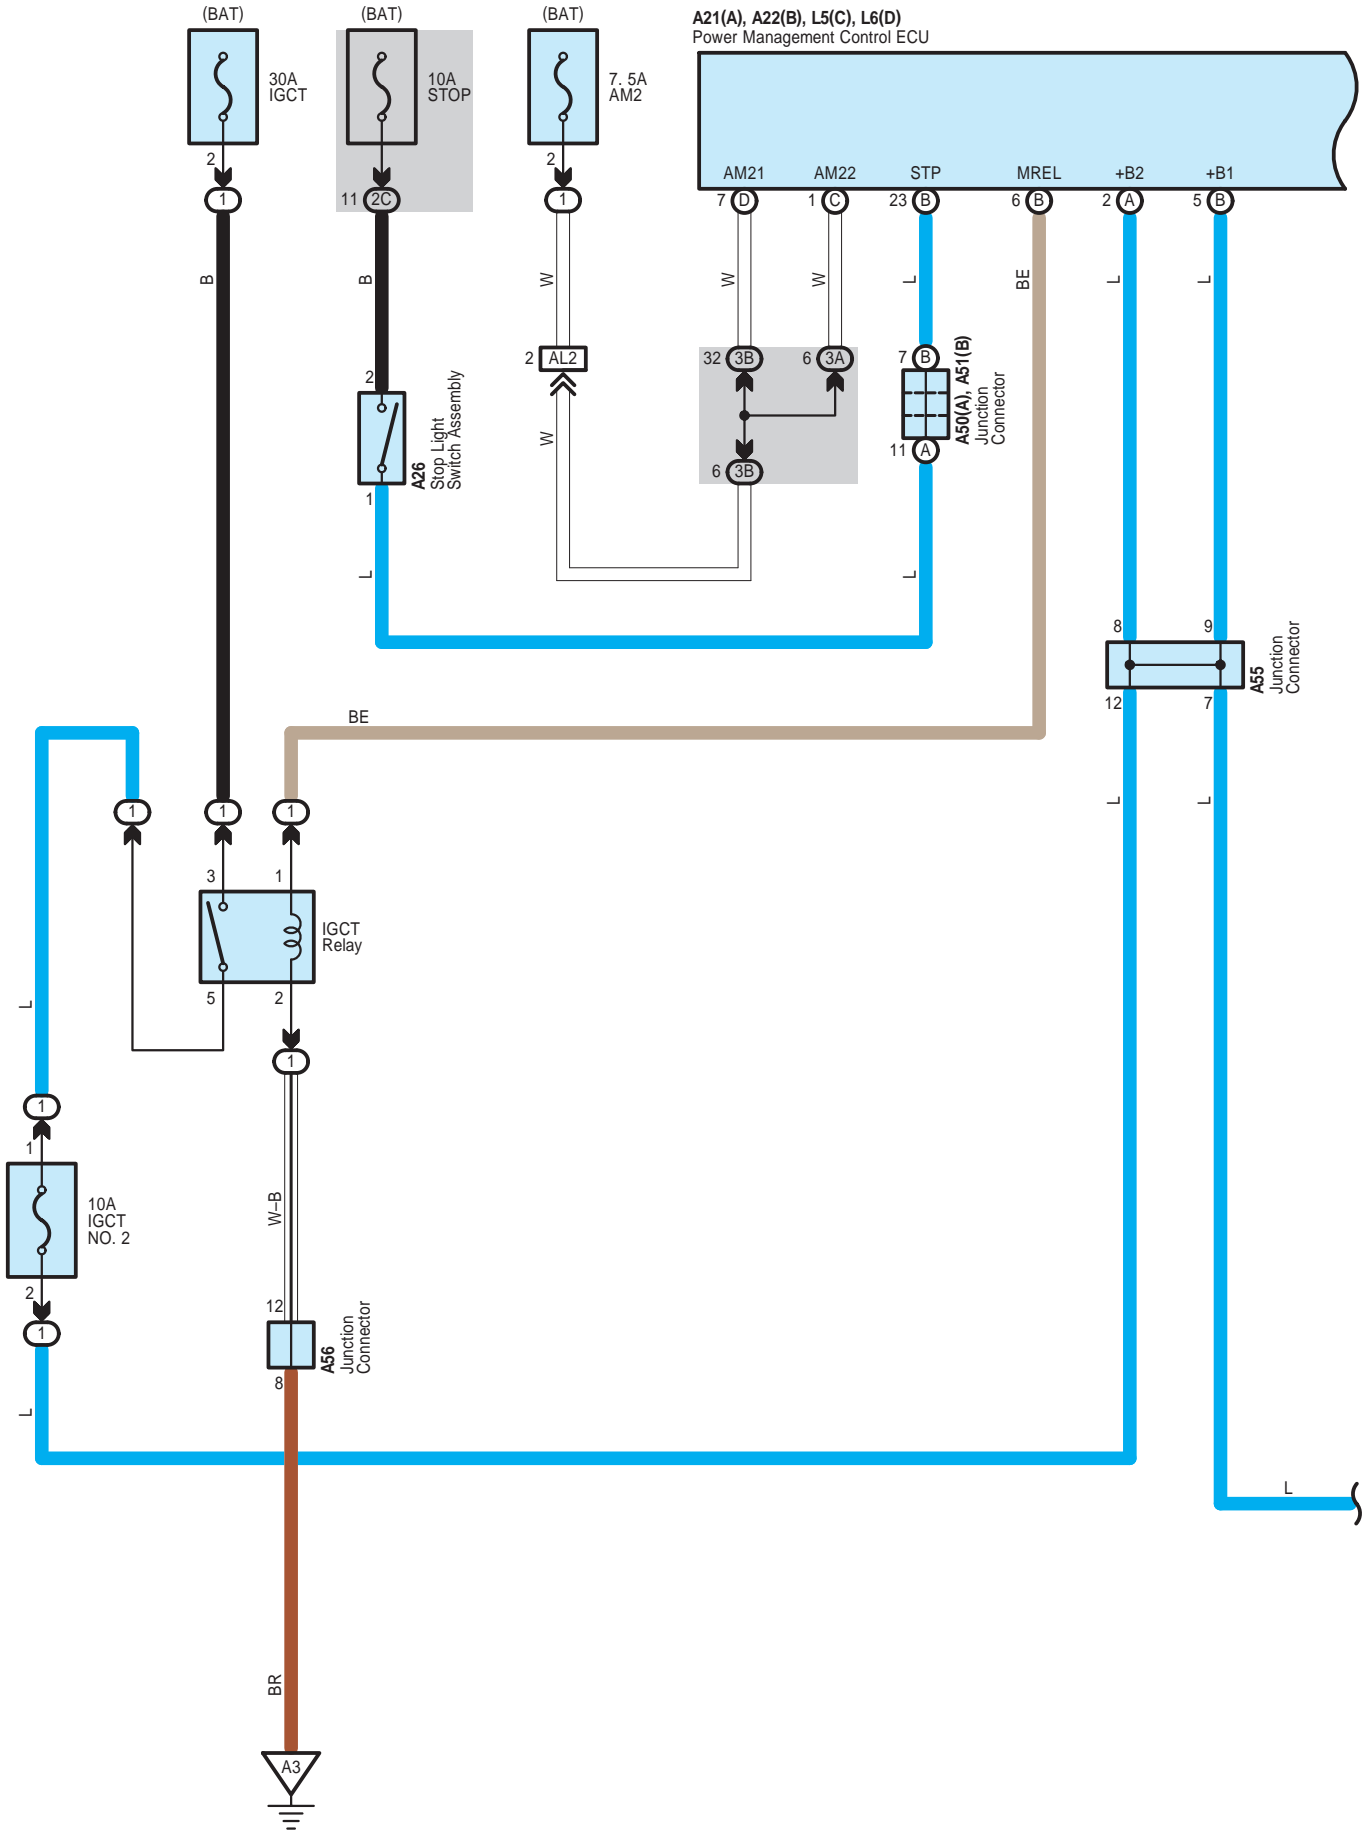 (BAT)
(BAT)
(BAT)
A21(A), A22(B), L5(C), L6(D)
Power Management Control ECU
30A
IGCT
10A
STOP
7. 5A
AM2
2
2
AM21
AM22
STP
MREL
+B2
+B1
1
11
2C
1
7
D
1
C
23
B
6
B
2
A
5
B
B
B
W
W
W
L
BE
L
L
2
AL2
32
3B
6
3A
7
B
A50(A), A51(B)
Junction
Connector
2
A26
Stop Light
Switch Assembly
1
W
6
3B
11
A
L
L
8
9
A55
Junction
Connector
12
7
BE
L
L
1
1
1
3
1
IGCT
Relay
5
2
L
1
1
1
10A
IGCT
NO. 2
W–B
2
1
12
A56
Junction
Connector
8
L
L
BR
A3